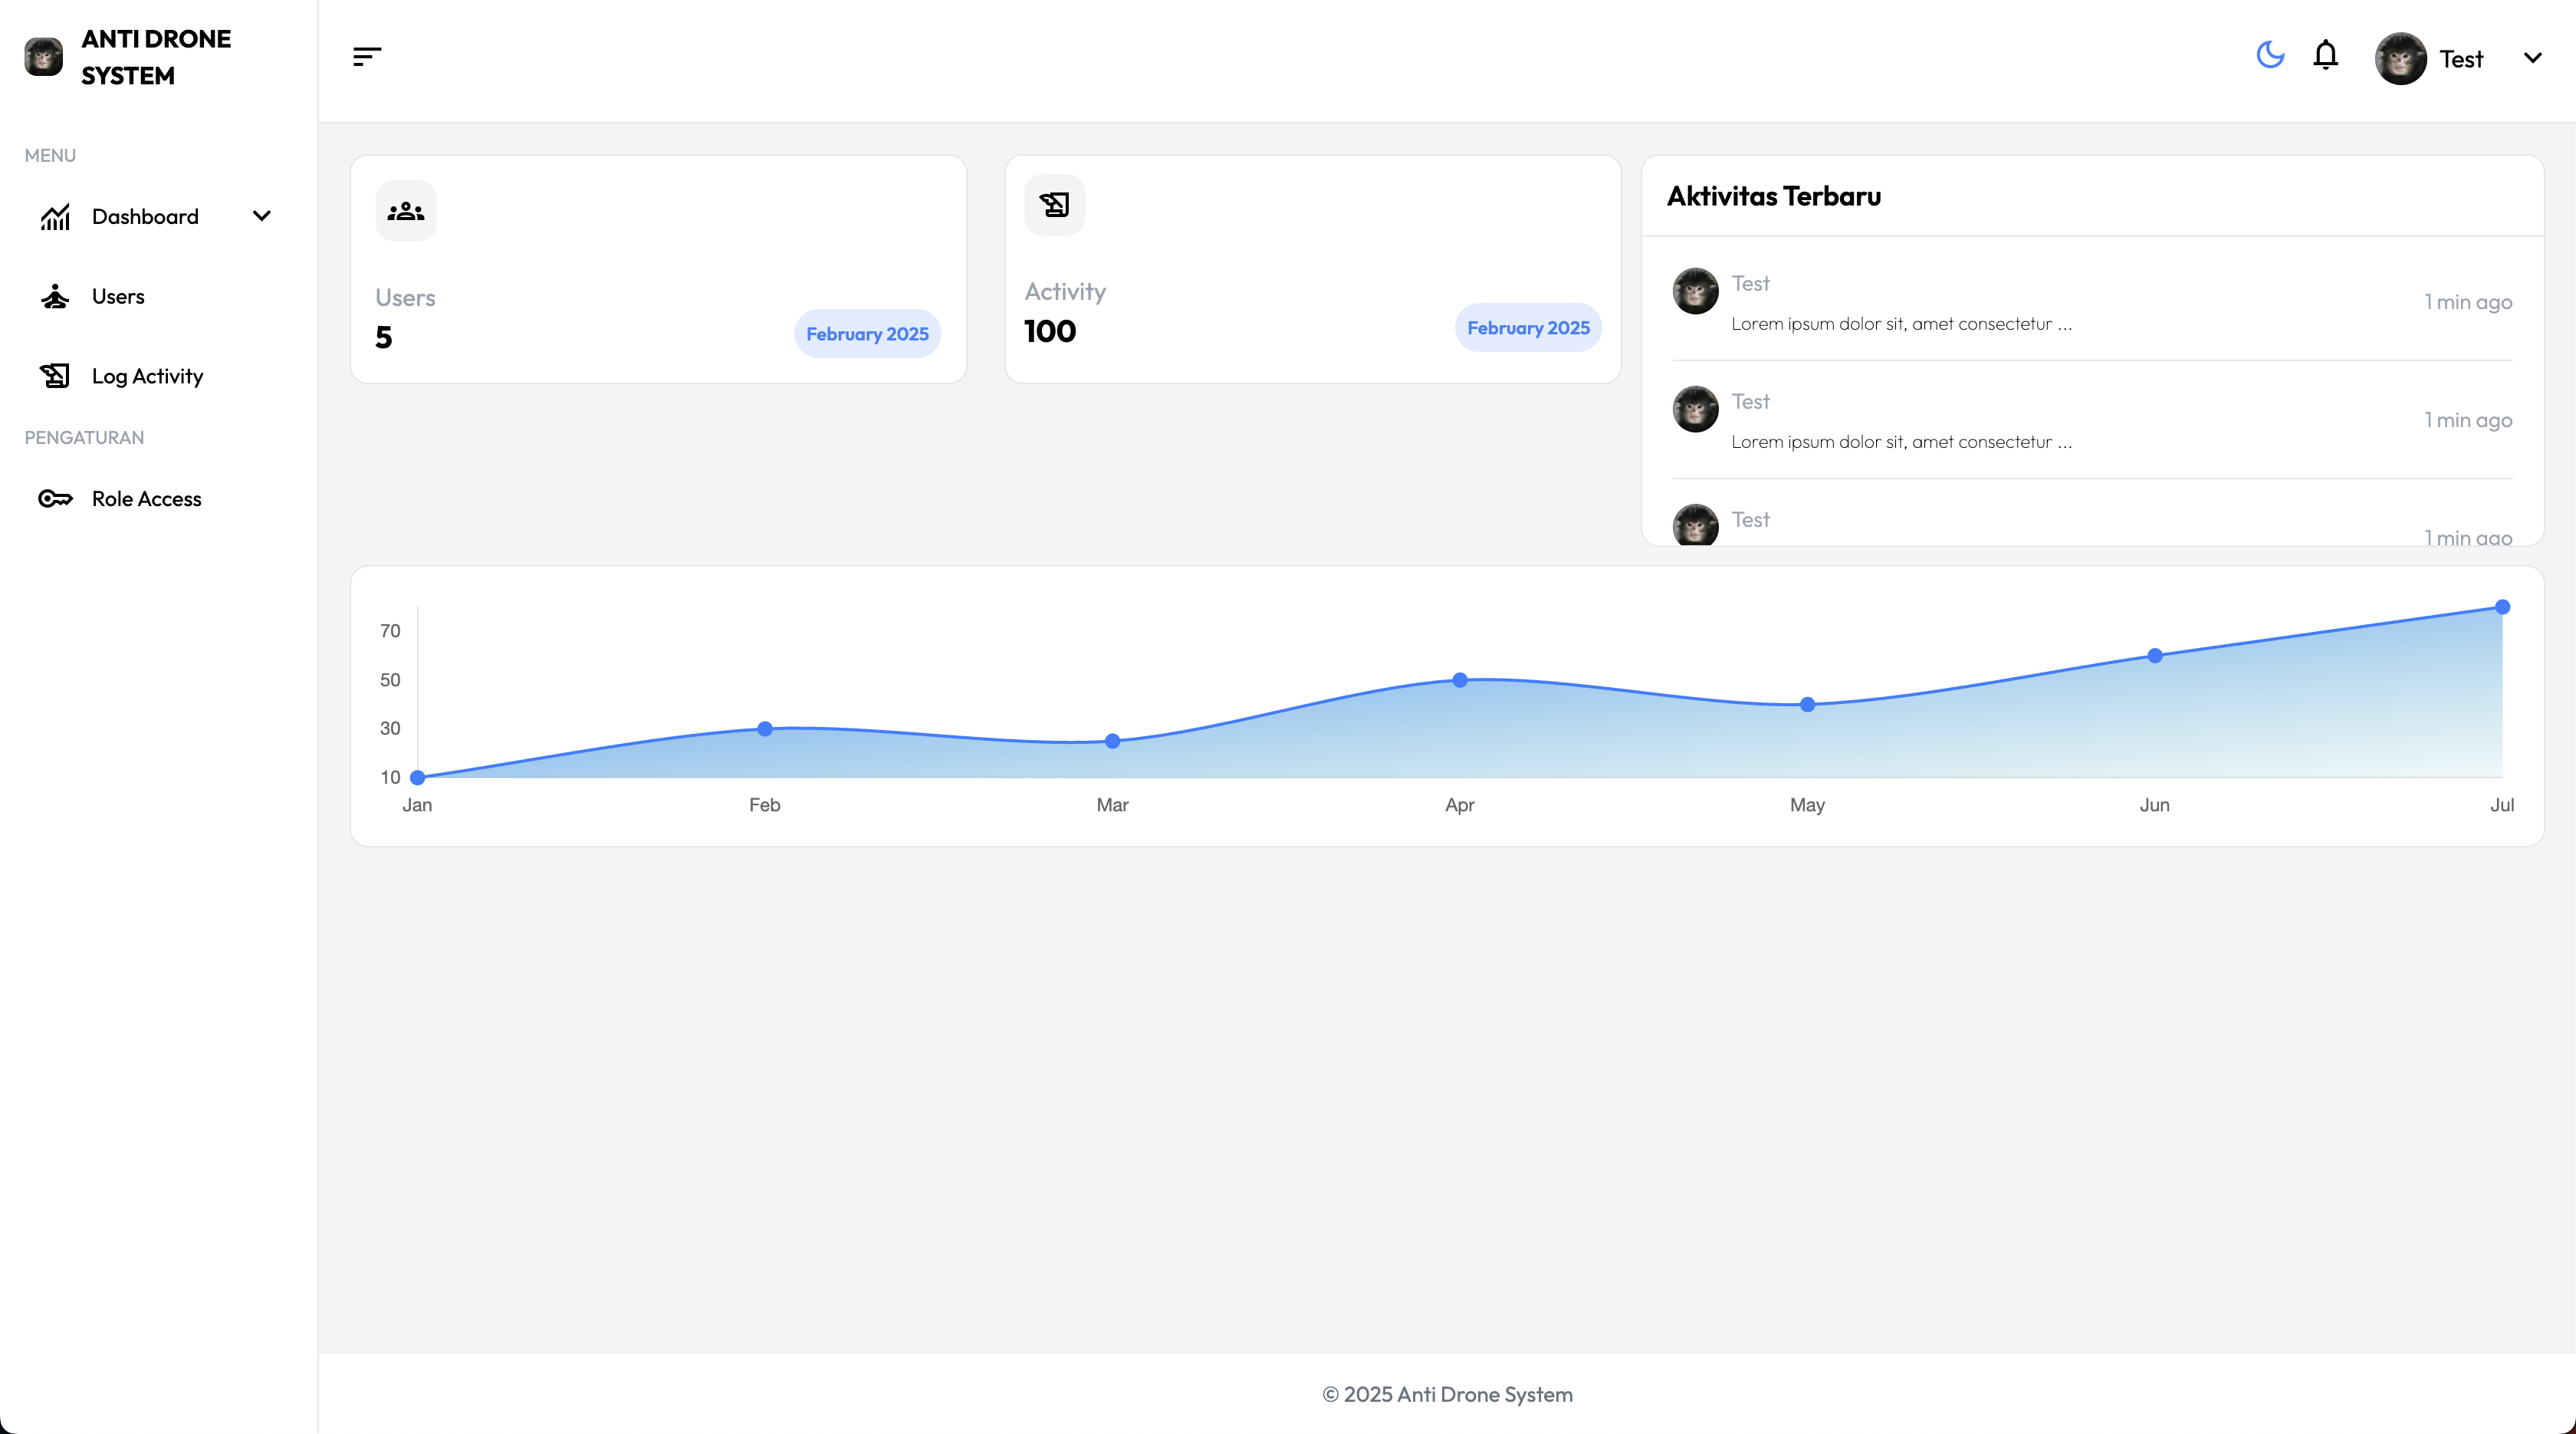 ANTI DRONE
SYSTEM
Test
MENU
Dashboard
Users
Log Activity
PENGATURAN
Role Access
Users
5
February 2025
Activity
100
February 2025
Aktivitas Terbaru
Test
1 min ago
Lorem ipsum dolor sit, amet consectetur ...
Test
1 min ago
Lorem ipsum dolor sit, amet consectetur ...
Test
1 min ago
70
50
30
10
Jan Feb Mar Apr May Jun Jul
© 2025 Anti Drone System